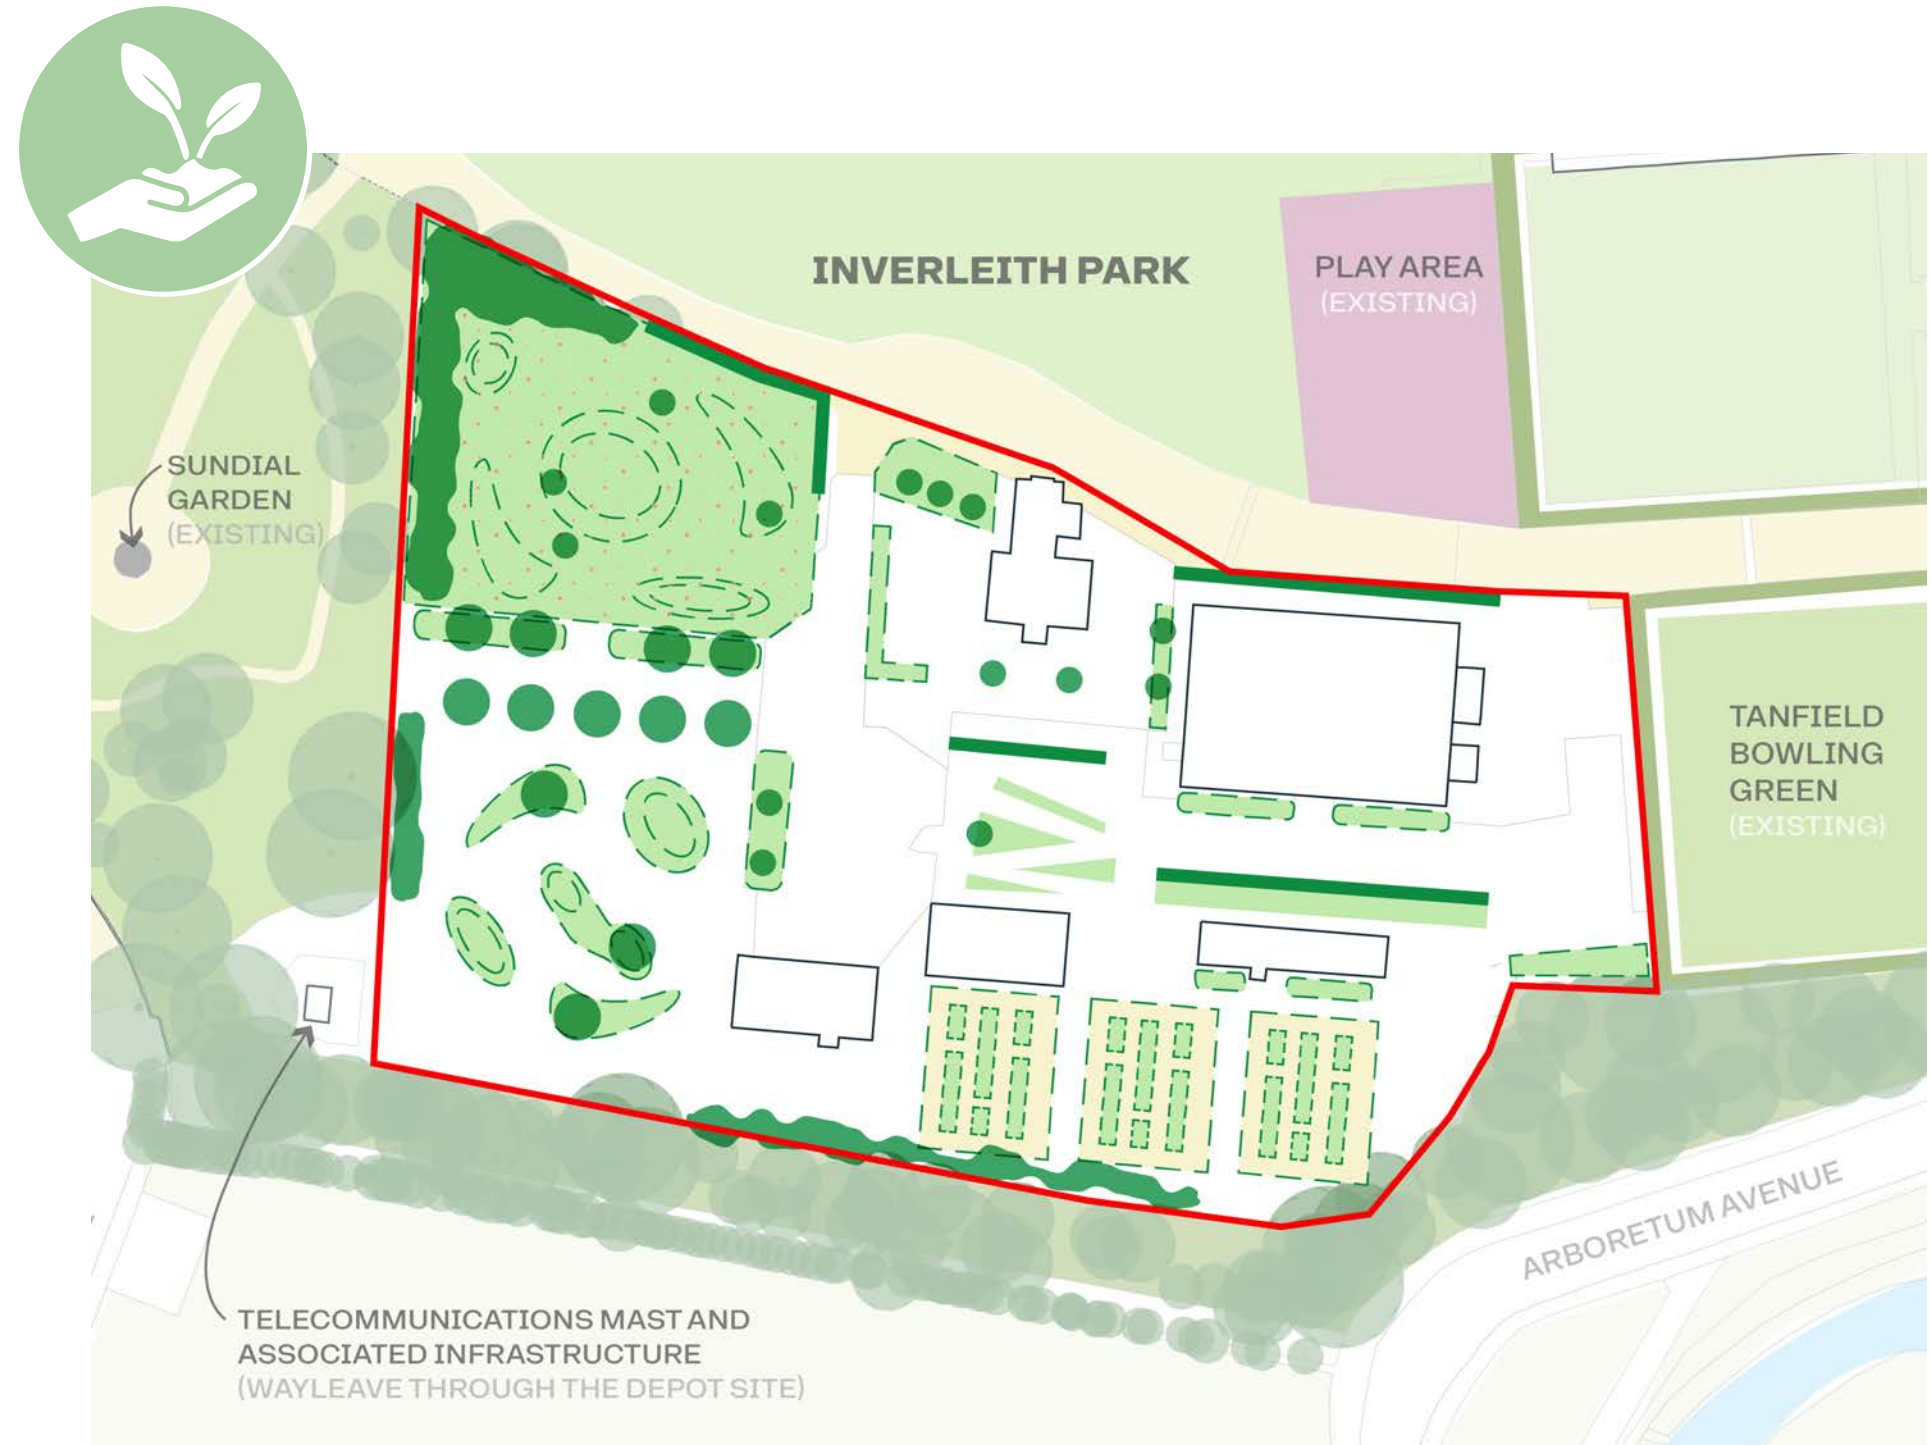 INVERLEITH PARK
PLAY AREA
(EXISTING)
SUNDIAL
GARDEN
(EXISTING)
TANFIELD
BOWLING
GREEN
(EXISTING)
ARBORETUM AVENUE
TELECOMMUNICATIONS MAST AND
ASSOCIATED INFRASTRUCTURE
(WAYLEAVE THROUGH THE DEPOT SITE)